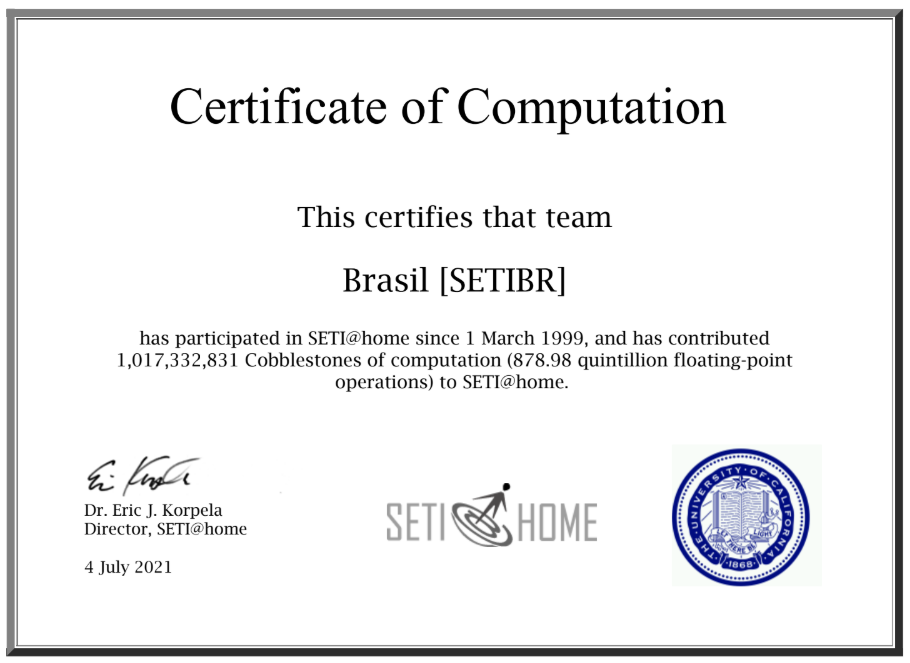 Certificate of Computation
This certifies that team
Brasil [SETIBR]
has participated in SETI@home since 1 March 1999, and has contributed
1,017,332,831 Cobblestones of computation (878.98 quintillion floating-point
operations) to SETI@home.
Dr. Eric J. Korpela
Director, SETI@home
4 July 2021
SETI HOME
THE·UNIVERSITY·OF·CALIFORNIA·
LET THERE BE LIGHT
·1868·